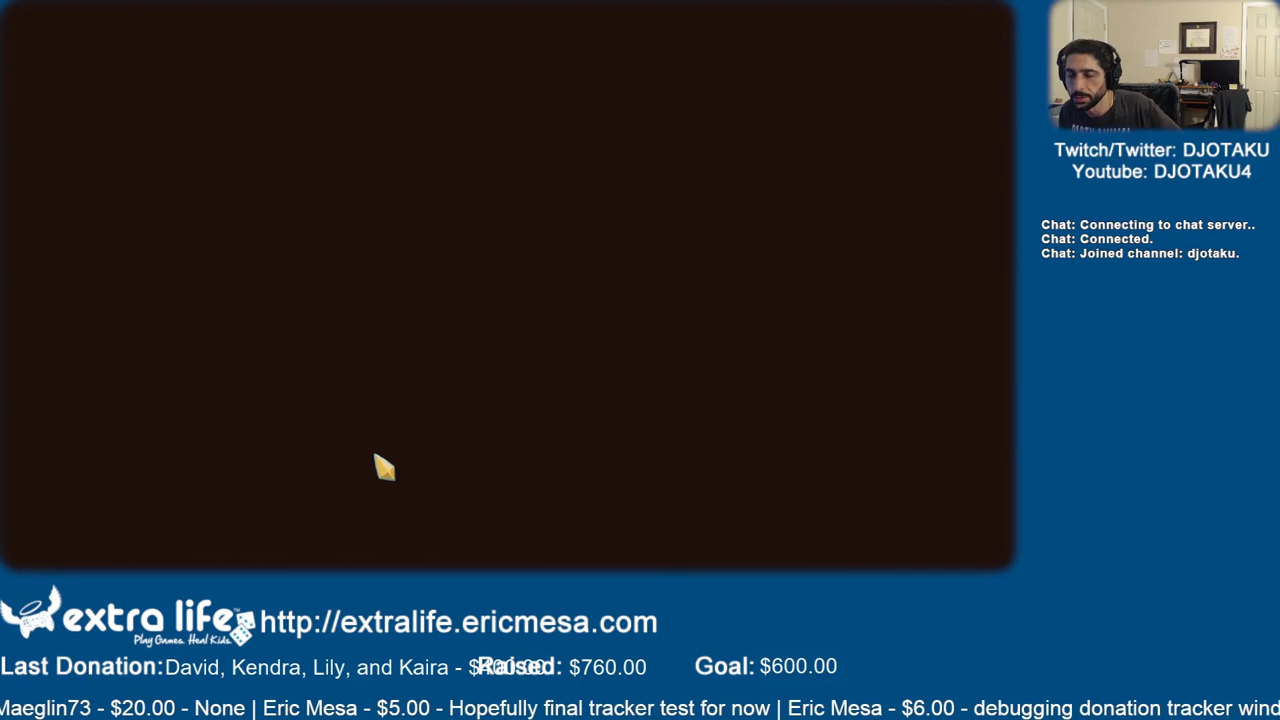 Twitch/Twitter: DJOTAKU
Youtube: DJOTAKU4
Chat: Connecting to chat server..
Chat: Connected.
Chat: Joined channel: djotaku.
extra life
Play Games. Heal Kids.
http://extralife.ericmesa.com
Last Donation: David, Kendra, Lily, and Kaira - Raised: $760.00 Goal: $600.00
Maeglin73 - $20.00 - None | Eric Mesa - $5.00 - Hopefully final tracker test for now | Eric Mesa - $6.00 - debugging donation tracker wind